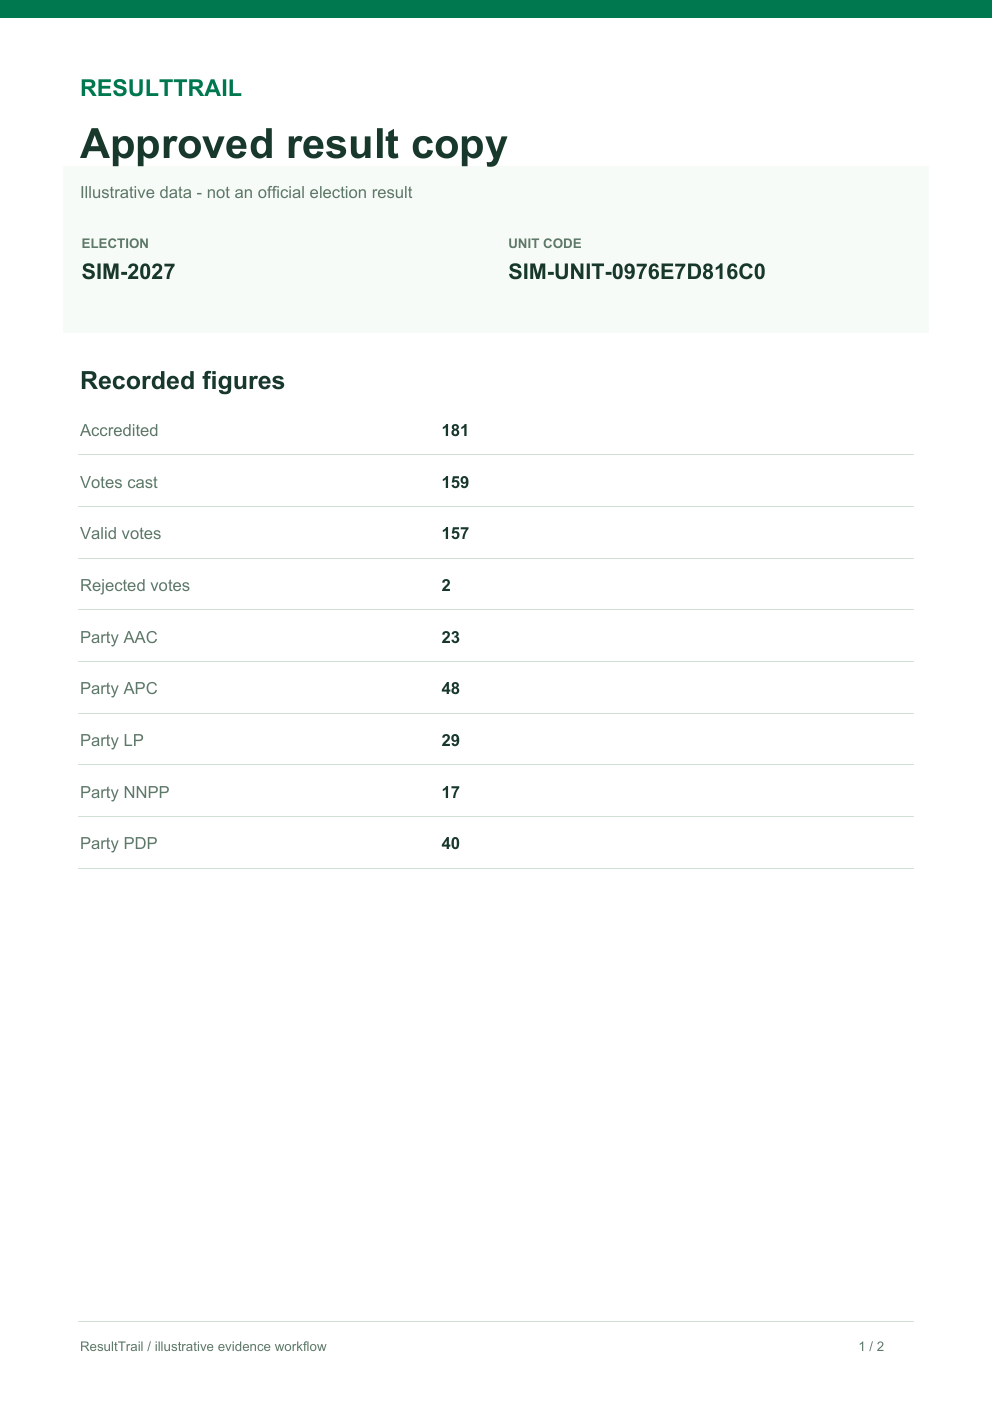 RESULTTRAIL
Approved result copy
Illustrative data - not an official election result
ELECTION UNIT CODE
SIM-2027 SIM-UNIT-0976E7D816C0
Recorded figures
Accredited 181
Votes cast 159
Valid votes 157
Rejected votes 2
Party AAC 23
Party APC 48
Party LP 29
Party NNPP 17
Party PDP 40
ResultTrail / illustrative evidence workflow 1 / 2